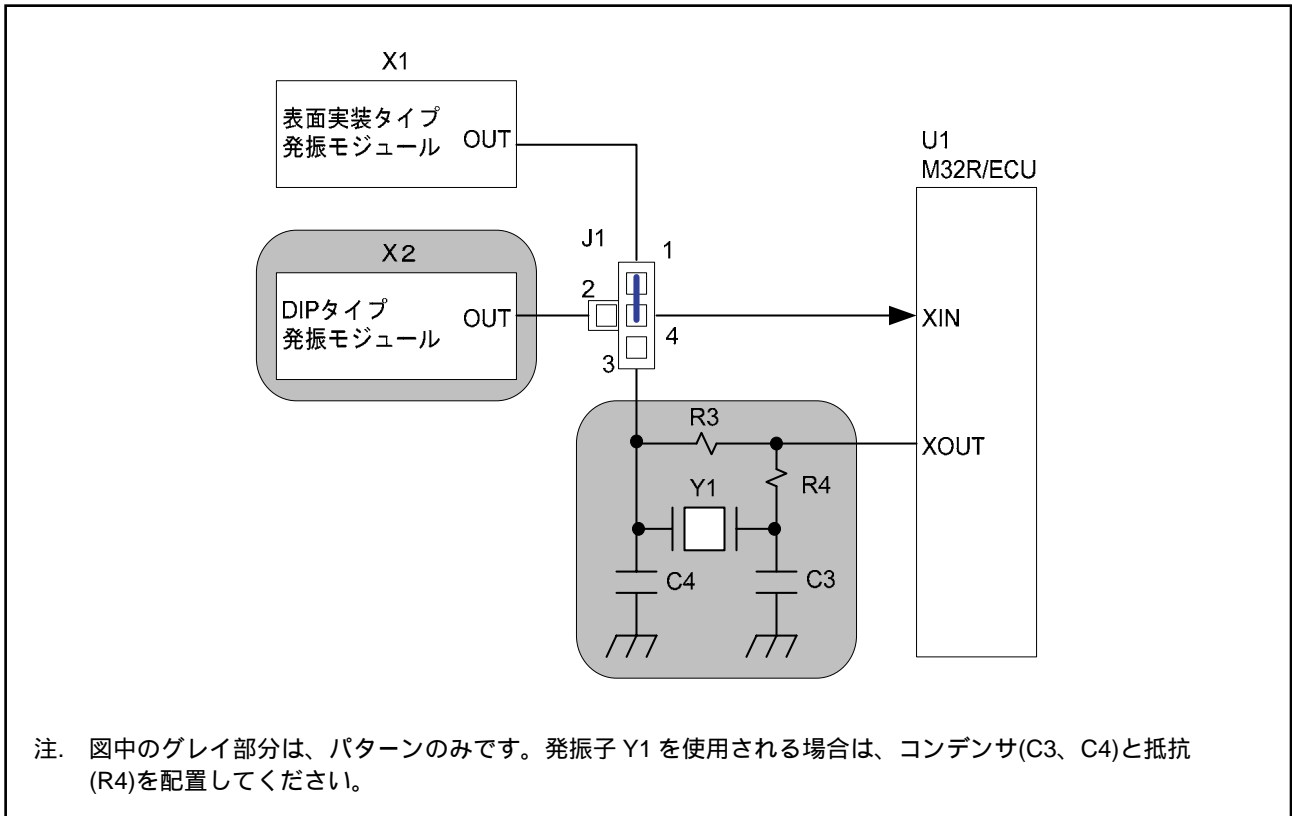 X1
表面実装タイプ
発振モジュール
OUT
U1
M32R/ECU
X2
DIPタイプ
発振モジュール
OUT
J1
1
2
4
3
XIN
R3
XOUT
R4
Y1
C4
C3
注. 図中のグレイ部分は、パターンのみです。発振子 Y1 を使用される場合は、コンデンサ(C3、C4)と抵抗
(R4)を配置してください。